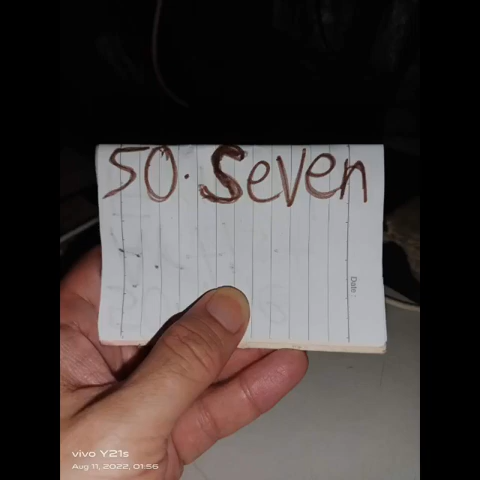 50. Seven
Date :
vivo Y21s
Aug 11, 2022, 01:56